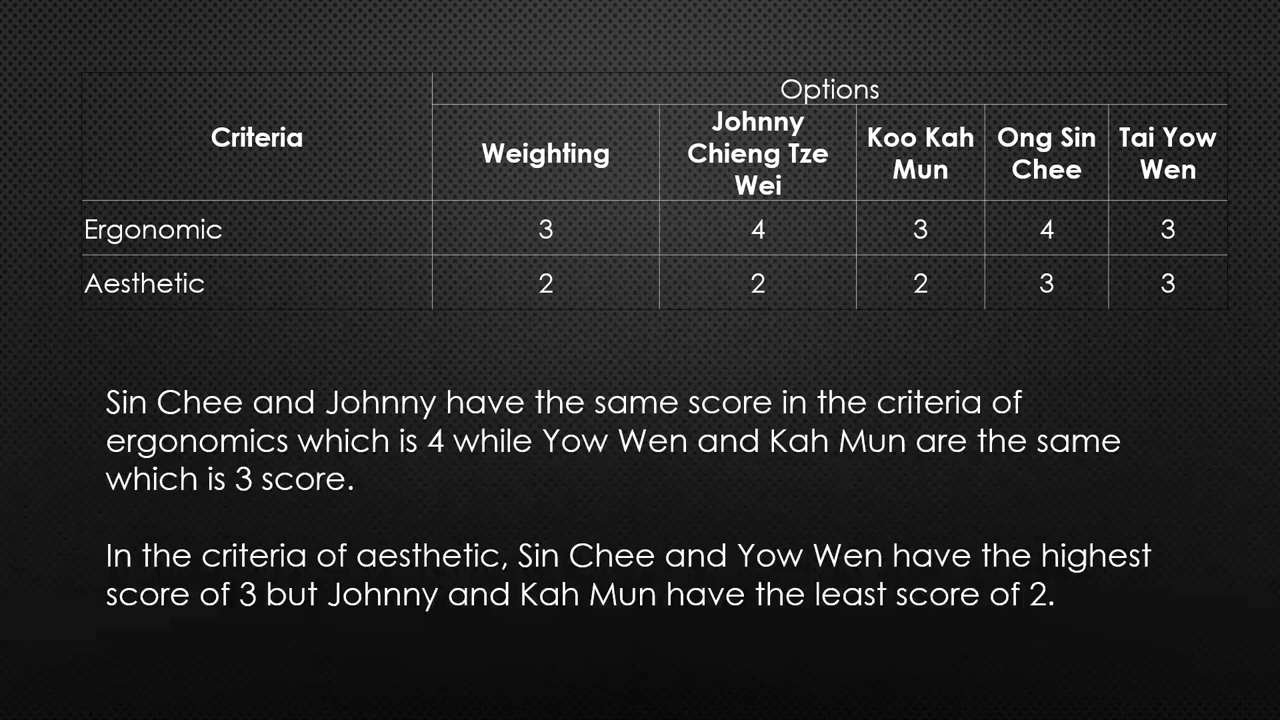 Options
Criteria
Weighting
Johnny
Chieng Tze
Wei
Koo Kah
Mun
Ong Sin
Chee
Tai Yow
Wen
Ergonomic 3 4 3 4 3
Aesthetic 2 2 2 3 3
Sin Chee and Johnny have the same score in the criteria of
ergonomics which is 4 while Yow Wen and Kah Mun are the same
which is 3 score.
In the criteria of aesthetic, Sin Chee and Yow Wen have the highest
score of 3 but Johnny and Kah Mun have the least score of 2.